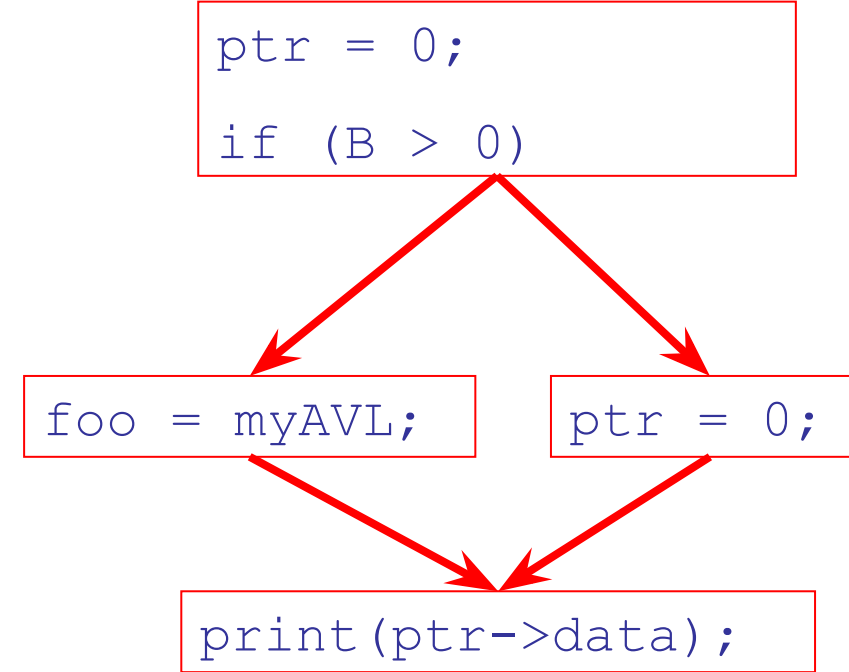 ptr = 0;
if (B > 0)
foo = myAVL;
ptr = 0;
print(ptr->data);